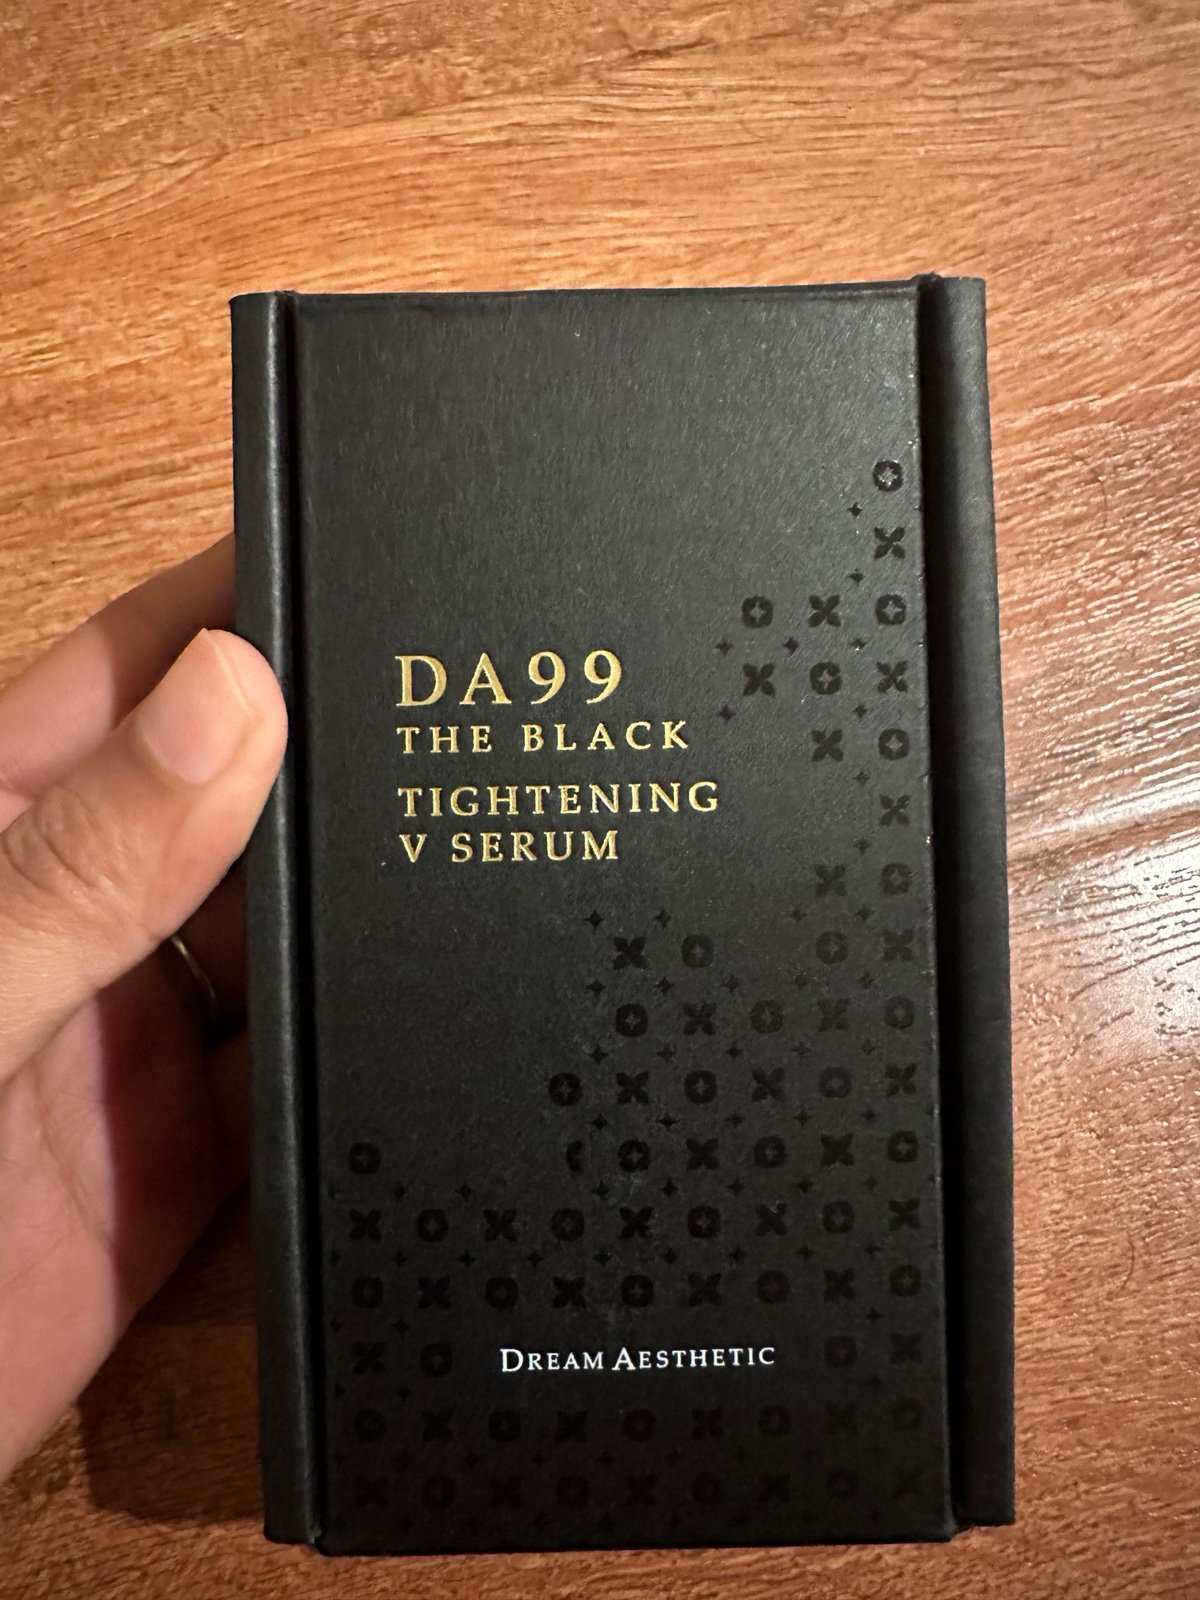 DA99
THE BLACK
TIGHTENING
V SERUM
DREAM AESTHETIC